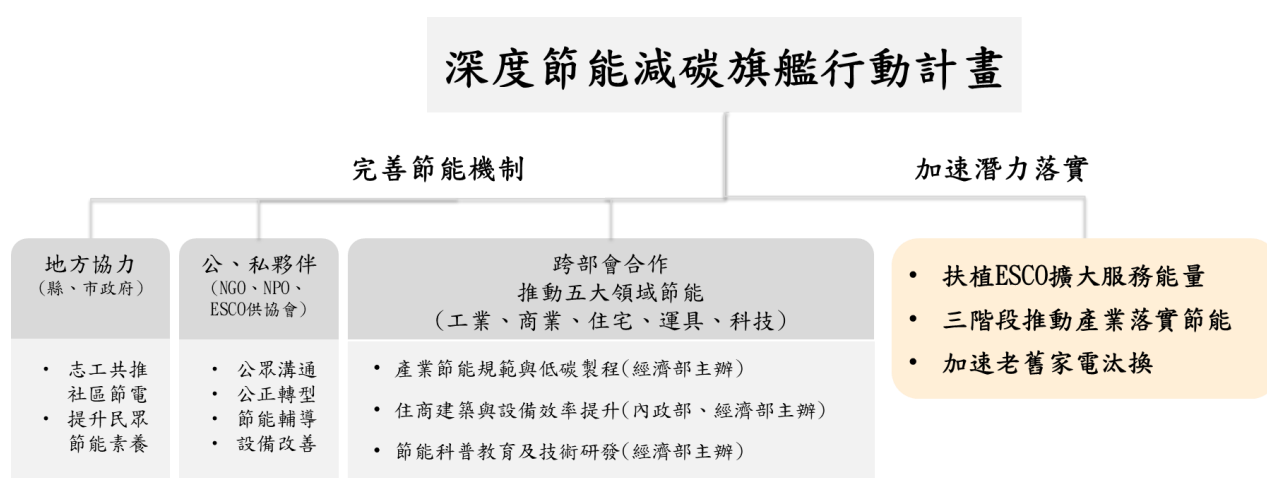 深度節能減碳旗艦行動計畫
完善節能機制
加速潛力落實
地方協力
(縣、市政府)
• 志工共推
社區節電
• 提升民眾
節能素養
公、私夥伴
(NGO、NPO、
ESCO供協會)
• 公眾溝通
• 公正轉型
• 節能輔導
• 設備改善
跨部會合作
推動五大領域節能
(工業、商業、住宅、運具、科技)
• 產業節能規範與低碳製程(經濟部主辦)
• 住商建築與設備效率提升(內政部、經濟部主辦)
• 節能科普教育及技術研發(經濟部主辦)
• 扶植ESCO擴大服務能量
• 三階段推動產業落實節能
• 加速老舊家電汰換